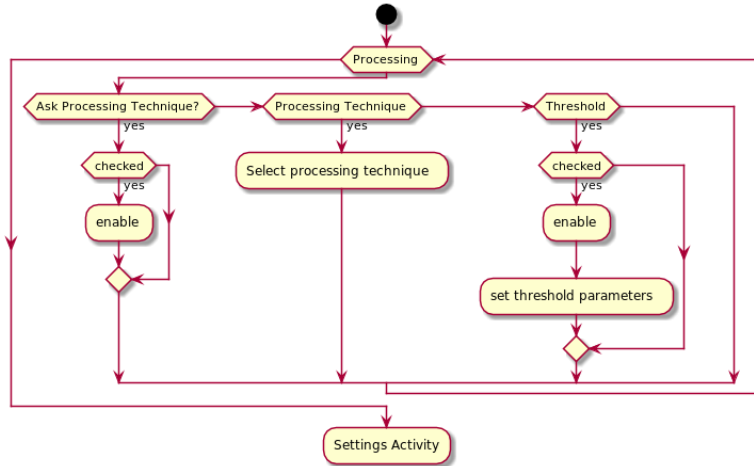 Processing
Ask Processing Technique?
Processing Technique
Threshold
yes
yes
yes
checked
Select processing technique
checked
yes
yes
enable
enable
set threshold parameters
Settings Activity